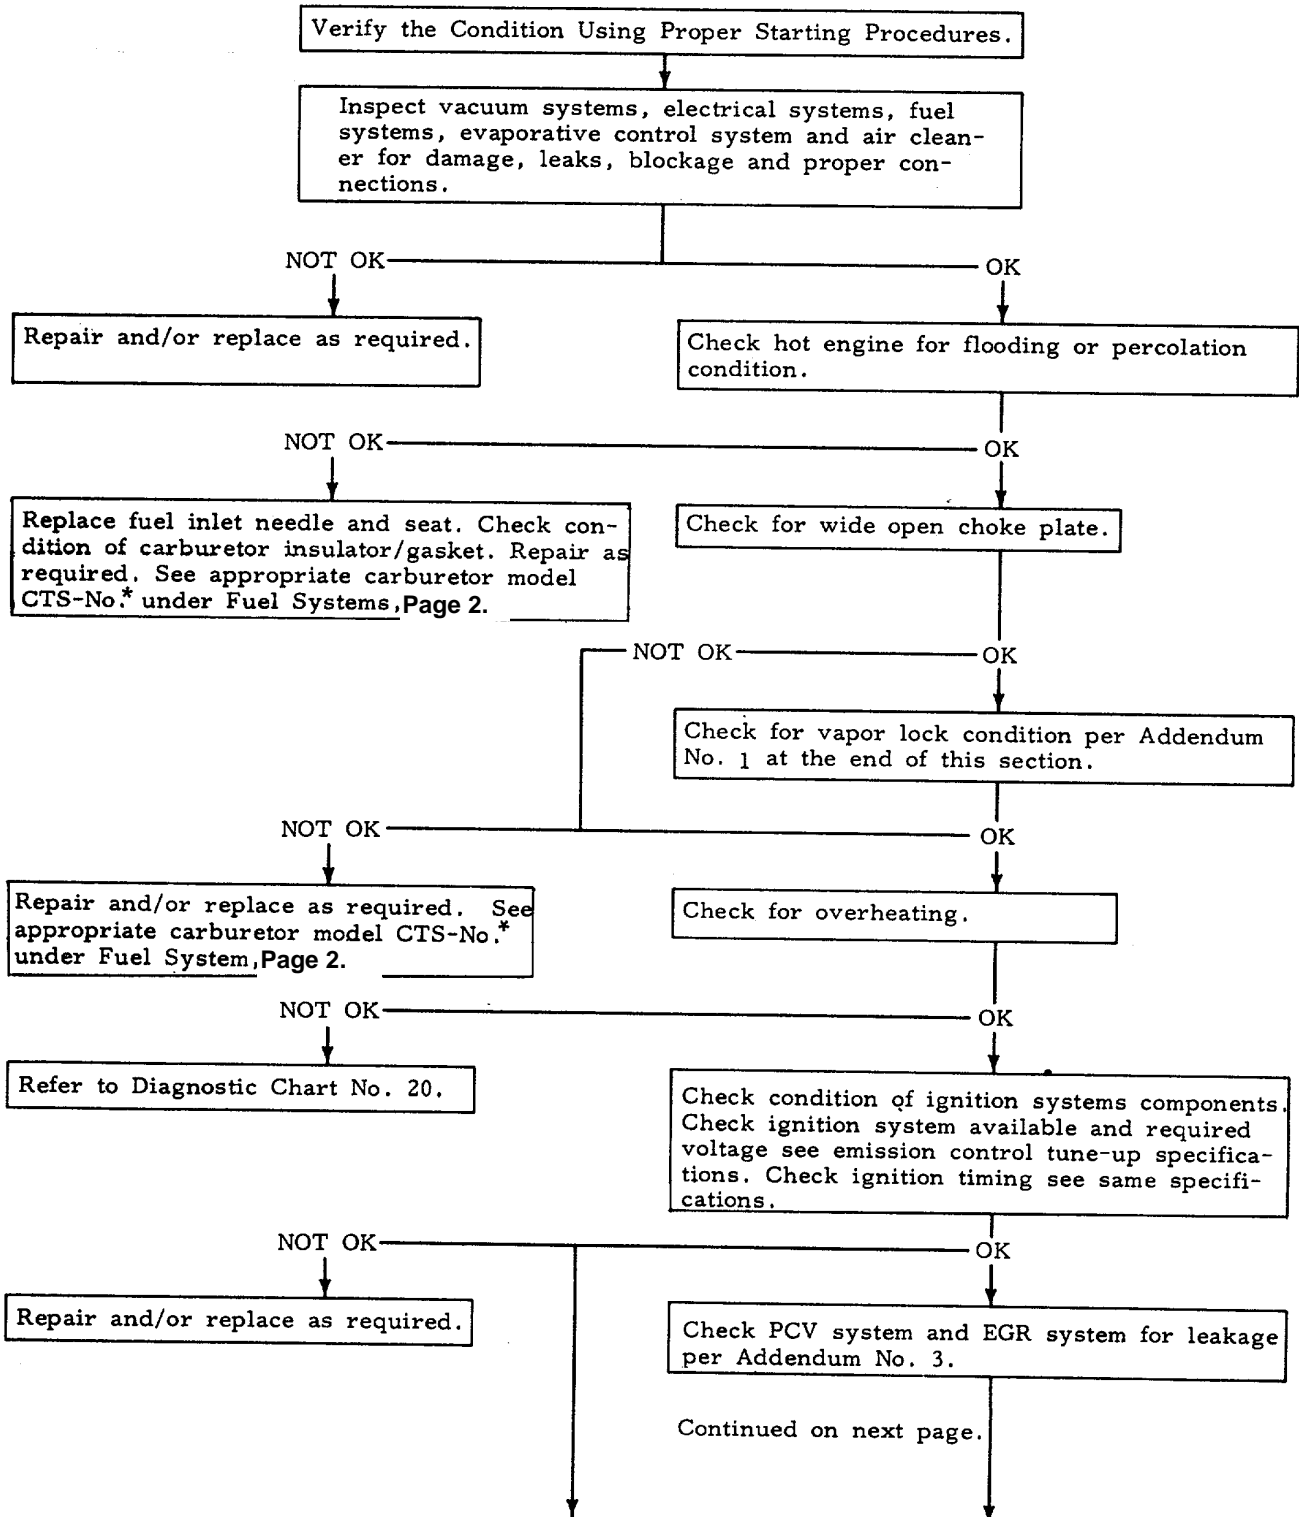 Verify the Condition Using Proper Starting Procedures.
Inspect vacuum systems, electrical systems, fuel
systems, evaporative control system and air clean-
er for damage, leaks, blockage and proper con-
nections.
NOT OK
OK
Repair and/or replace as required.
Check hot engine for flooding or percolation
condition.
NOT OK
OK
Replace fuel inlet needle and seat. Check con-
dition of carburetor insulator/gasket. Repair as
required. See appropriate carburetor model
CTS-No.* under Fuel Systems, Page 2.
Check for wide open choke plate.
NOT OK
OK
Check for vapor lock condition per Addendum
No. 1 at the end of this section.
NOT OK
OK
Repair and/or replace as required. See
appropriate carburetor model CTS-No.*
under Fuel System, Page 2.
Check for overheating.
NOT OK
OK
Refer to Diagnostic Chart No. 20.
Check condition of ignition systems components.
Check ignition system available and required
voltage see emission control tune-up specifica-
tions. Check ignition timing see same specifi-
cations.
NOT OK
OK
Repair and/or replace as required.
Check PCV system and EGR system for leakage
per Addendum No. 3.
Continued on next page.